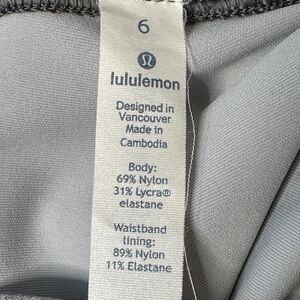 6
lululemon
Designed in
Vancouver
Made in
Cambodia
Body:
69% Nylon
31% Lycra®
elastane
Waistband
lining:
89% Nylon
11% Elastane